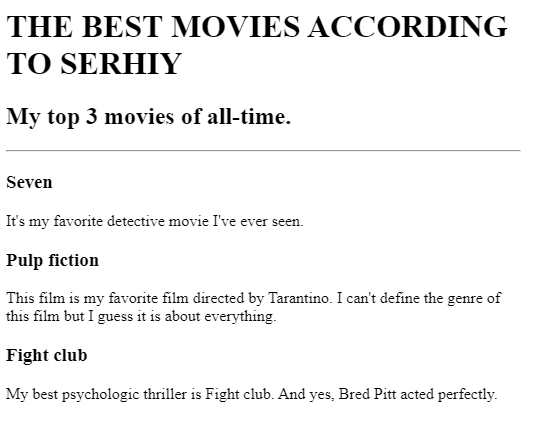 THE BEST MOVIES ACCORDING
TO SERHIY
My top 3 movies of all-time.
Seven
It's my favorite detective movie I've ever seen.
Pulp fiction
This film is my favorite film directed by Tarantino. I can't define the genre of
this film but I guess it is about everything.
Fight club
My best psychologic thriller is Fight club. And yes, Bred Pitt acted perfectly.